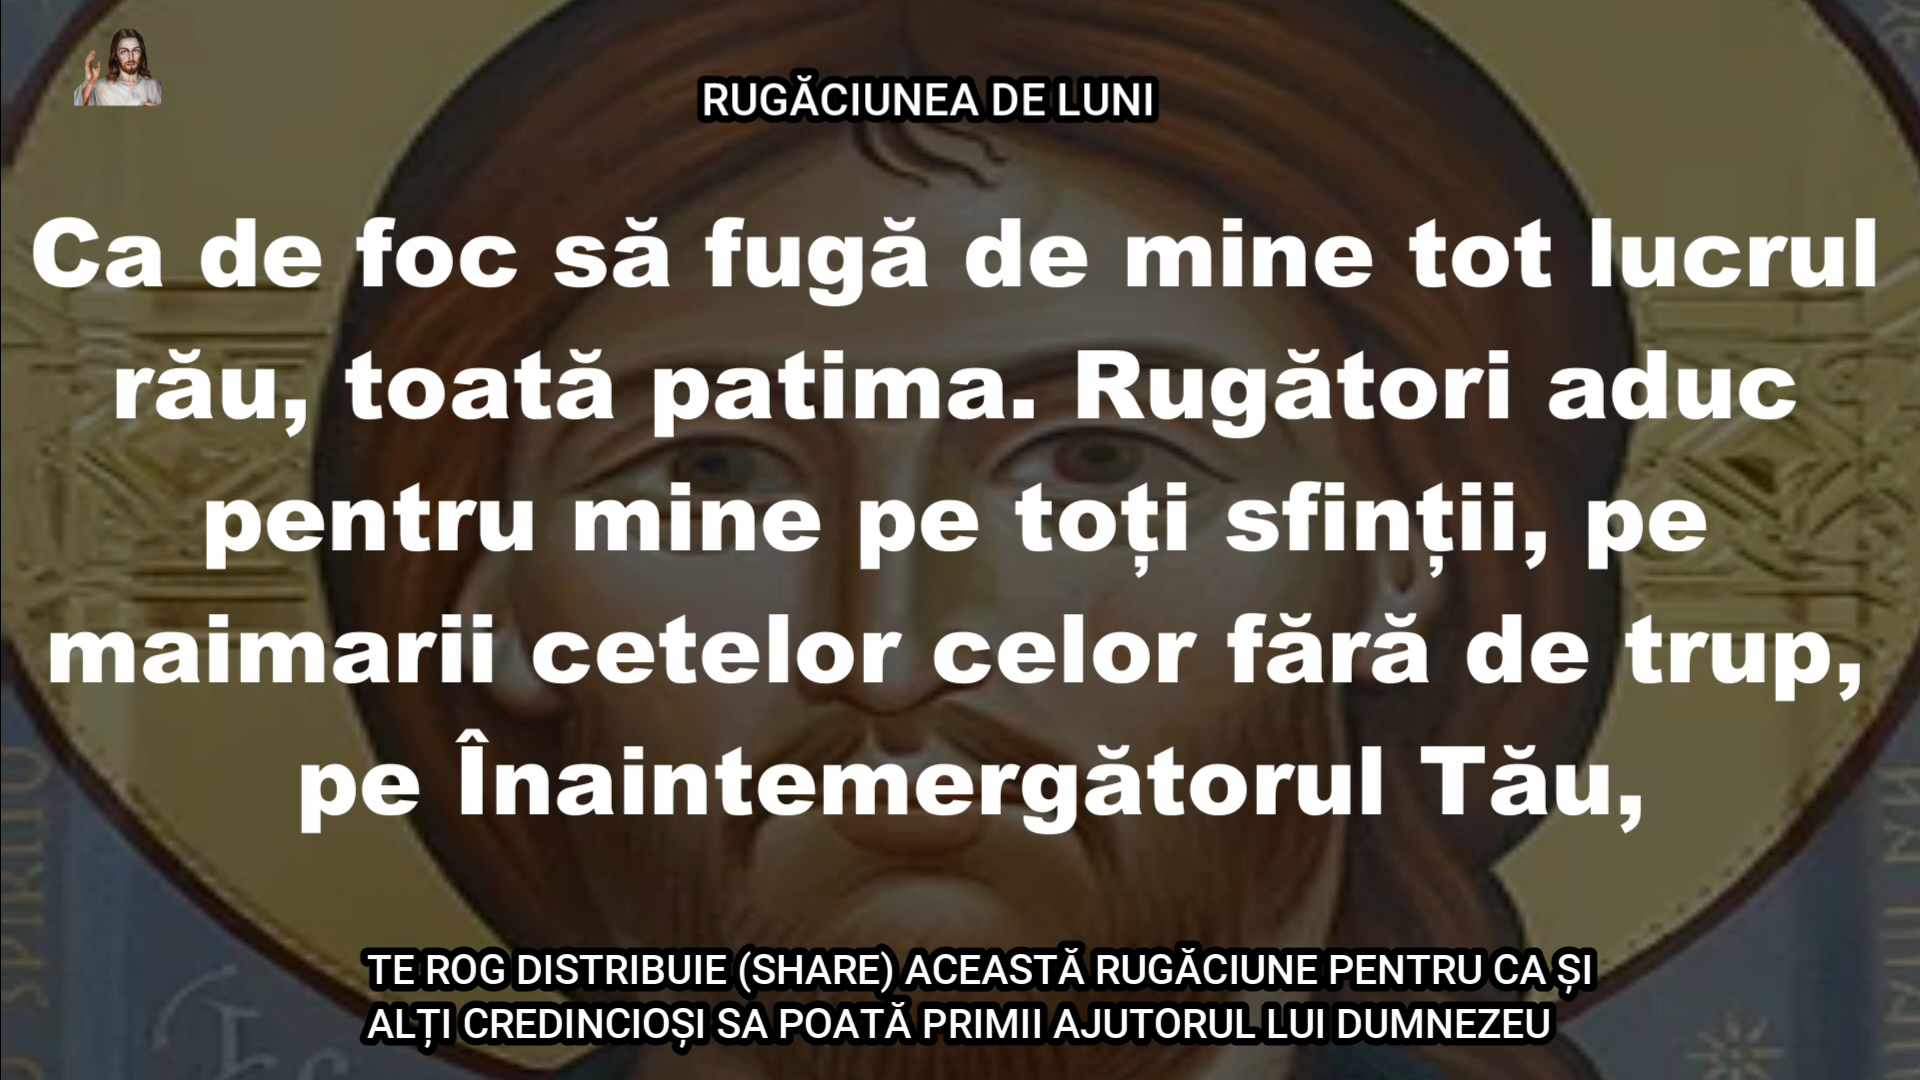 RUGĂCIUNEA DE LUNI
Ca de foc să fugă de mine tot lucrul
rău, toată patima. Rugători aduc
pentru mine pe toți sfinții, pe
maimarii cetelor celor fără de trup,
pe Înaintemergătorul Tău,
TE ROG DISTRIBUIE (SHARE) ACEASTĂ RUGĂCIUNE PENTRU CA ȘI
ALȚI CREDINCIOȘI SA POATĂ PRIMII AJUTORUL LUI DUMNEZEU